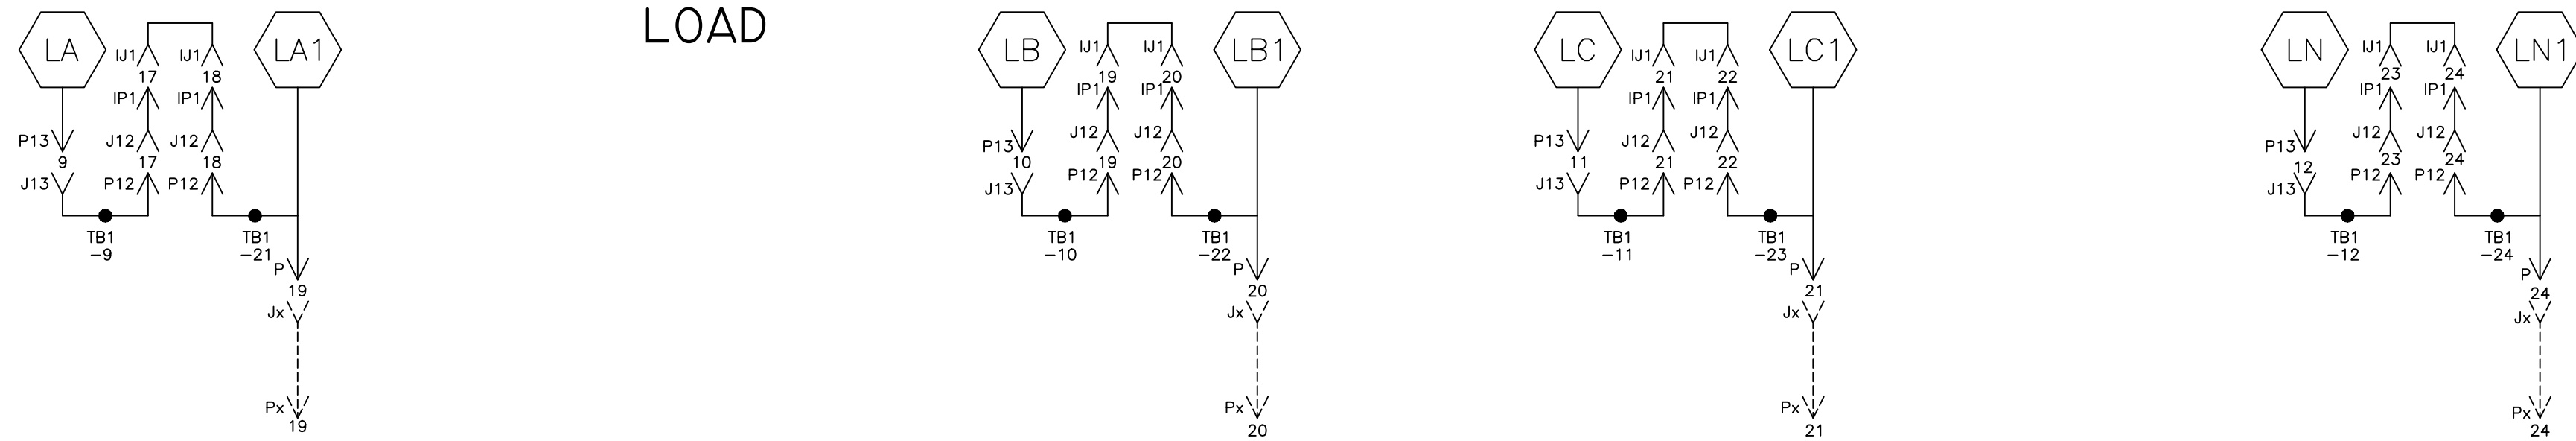 LOAD
LA
IJ1
17
IJ1
18
LA1
IP1
IP1
P13
9
J12
17
J12
18
J13
P12
P12
TB1
-9
TB1
-21
P
19
Jx
Px
19
LB
IJ1
19
IJ1
20
LB1
IP1
IP1
P13
10
J12
19
J12
20
J13
P12
P12
TB1
-10
TB1
-22
P
20
Jx
Px
20
LC
IJ1
21
IJ1
22
LC1
IP1
IP1
P13
11
J12
21
J12
22
J13
P12
P12
TB1
-11
TB1
-23
P
21
Jx
Px
21
LN
IJ1
23
IJ1
24
LN1
IP1
IP1
P13
12
J12
23
J12
24
J13
P12
P12
TB1
-12
TB1
-24
P
24
Jx
Px
24